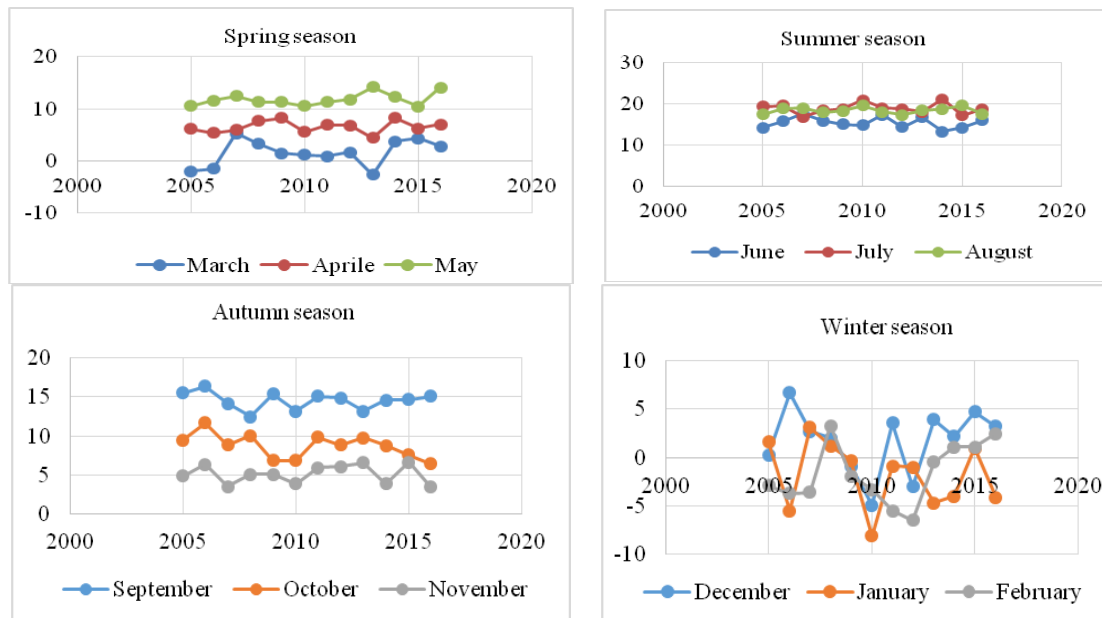 Spring season
20
10
0
2000 2005 2010 2015 2020
-10
March Aprile May
Summer season
30
20
10
0
2000 2005 2010 2015 2020
June July August
Autumn season
20
15
10
5
0
2000 2005 2010 2015 2020
September October November
Winter season
10
5
0
2000 2005 2010 2015 2020
-5
-10
December January February